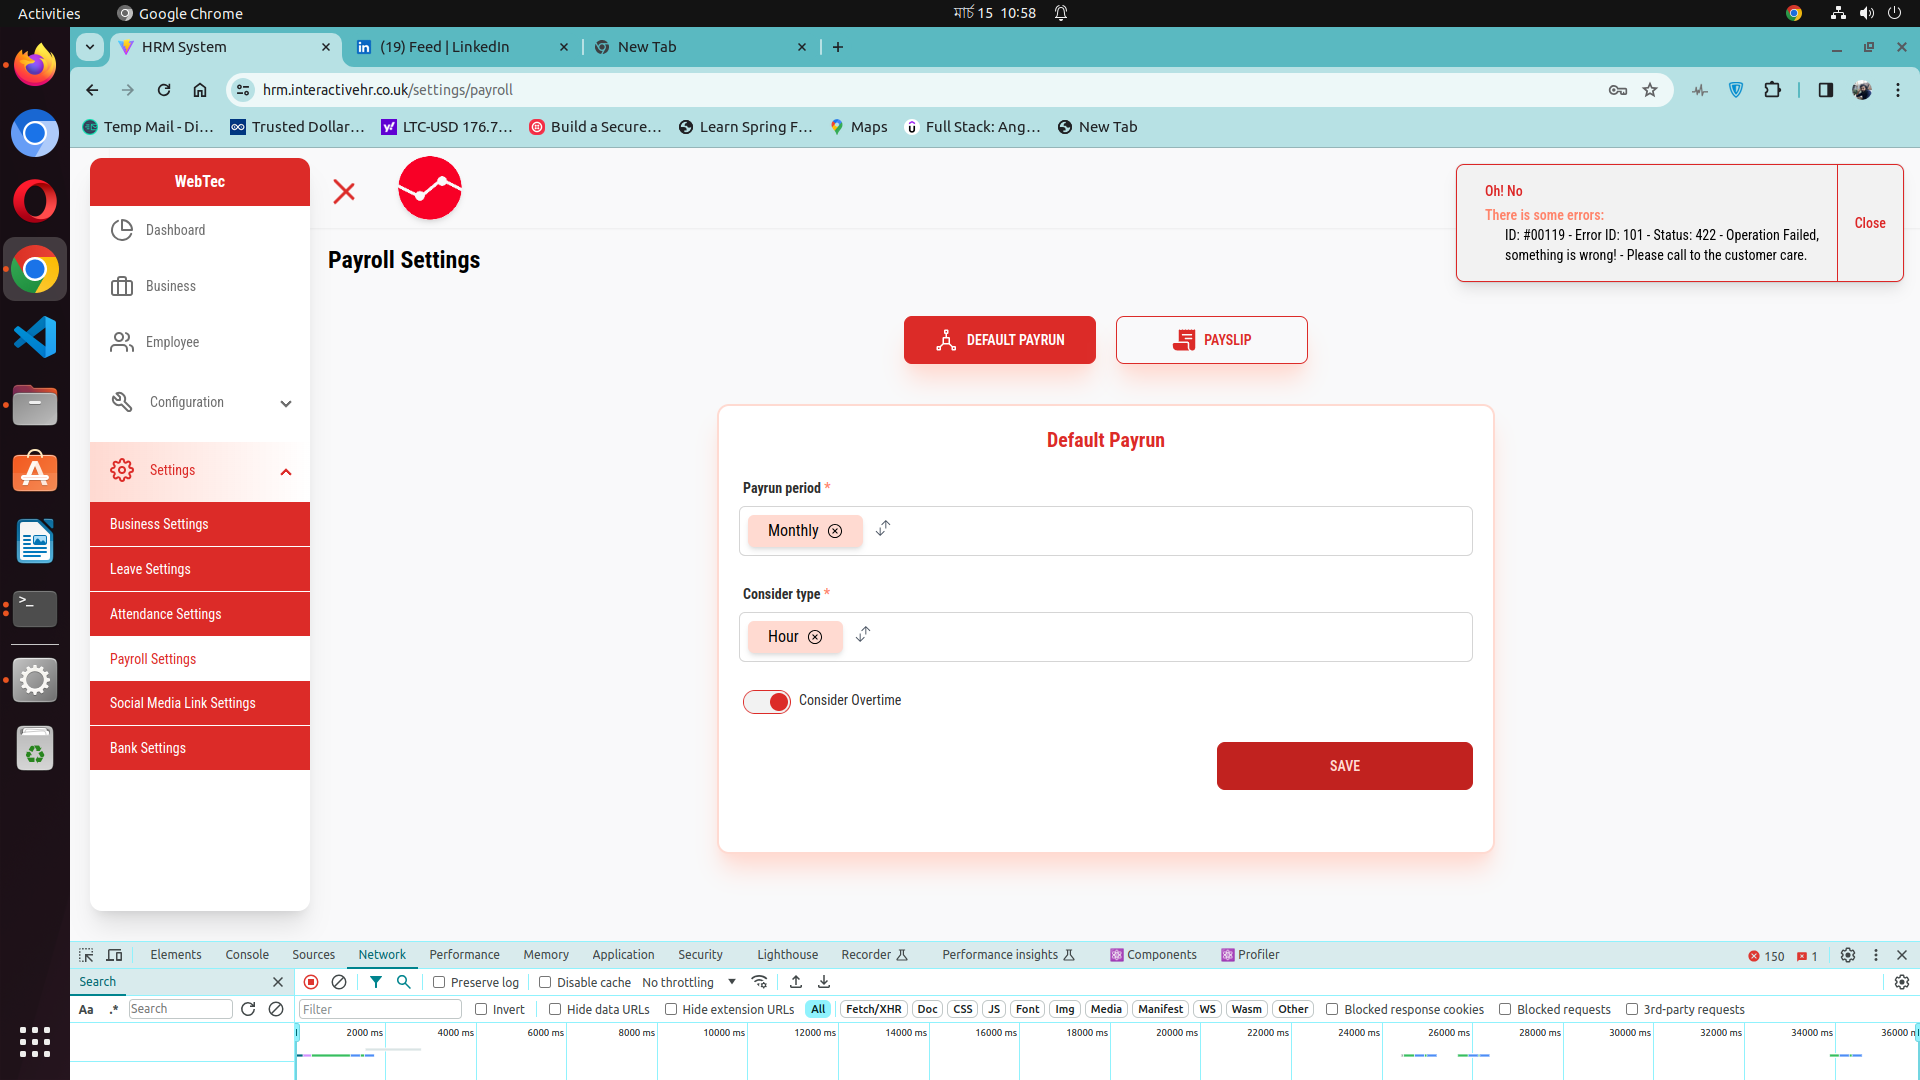 Activities
Google Chrome
মার্চ 15 10:58
HRM System
(19) Feed | LinkedIn
New Tab
hrm.interactivehr.co.uk/settings/payroll
Temp Mail - Di...
Trusted Dollar...
LTC-USD 176.7...
Build a Secure...
Learn Spring F...
Maps
Full Stack: Ang...
New Tab
WebTec
Dashboard
Business
Employee
Configuration
Settings
Business Settings
Leave Settings
Attendance Settings
Payroll Settings
Social Media Link Settings
Bank Settings
Oh! No
There is some errors:
ID: #00119 - Error ID: 101 - Status: 422 - Operation Failed,
something is wrong! - Please call to the customer care.
Close
Payroll Settings
DEFAULT PAYRUN
PAYSLIP
Default Payrun
Payrun period *
Monthly
Consider type *
Hour
Consider Overtime
SAVE
Elements
Console
Sources
Network
Performance
Memory
Application
Security
Lighthouse
Recorder
Performance insights
Components
Profiler
150
1
Search
Preserve log
Disable cache
No throttling
Aa
.*
Search
Filter
Invert
Hide data URLs
Hide extension URLs
All
Fetch/XHR
Doc
CSS
JS
Font
Img
Media
Manifest
WS
Wasm
Other
Blocked response cookies
Blocked requests
3rd-party requests
2000 ms
4000 ms
6000 ms
8000 ms
10000 ms
12000 ms
14000 ms
16000 ms
18000 ms
20000 ms
22000 ms
24000 ms
26000 ms
28000 ms
30000 ms
32000 ms
34000 ms
36000